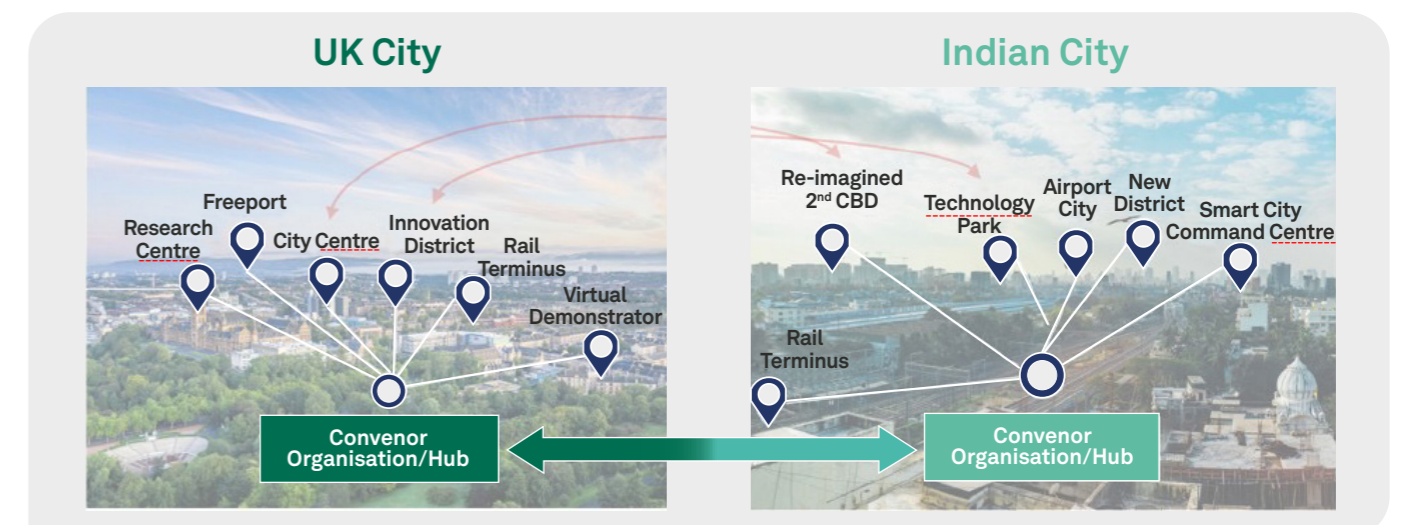 UK City
Research
Centre
Freeport
City Centre
Innovation
District
Rail
Terminus
Virtual
Demonstrator
Convenor
Organisation/Hub
Indian City
Re-imagined
2nd CBD
Technology
Park
Airport
City
New
District
Smart City
Command Centre
Rail
Terminus
Convenor
Organisation/Hub